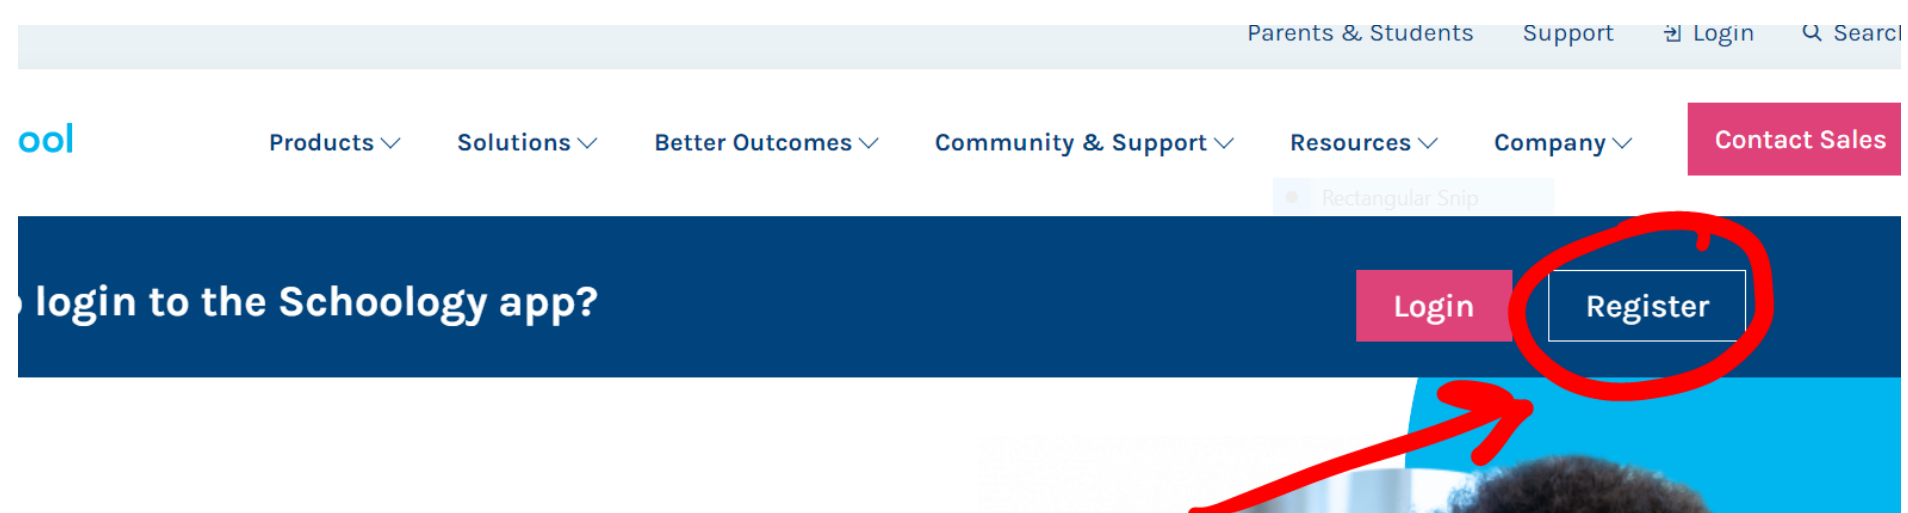 Parents & Students Support Login Search
ool Products Solutions Better Outcomes Community & Support Resources Company Contact Sales
Rectangular Snip
login to the Schoology app? Login Register